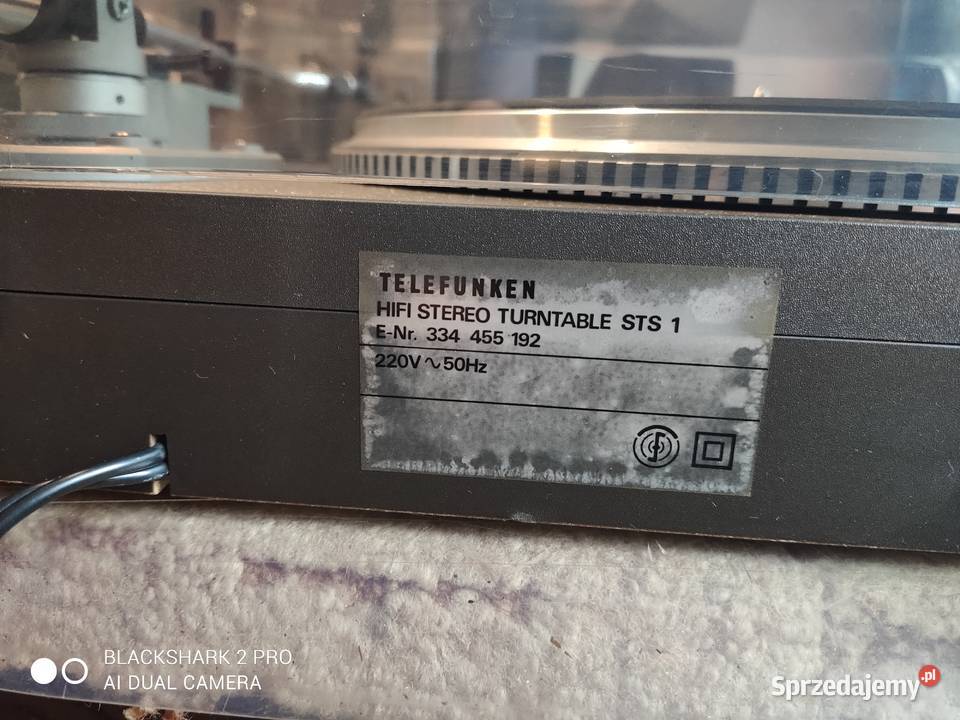 TELEFUNKEN
HIFI STEREO TURNTABLE STS 1
E-Nr. 334 455 192
220V ~ 50Hz
BLACKSHARK 2 PRO
AI DUAL CAMERA
Sprzedajemy.pl